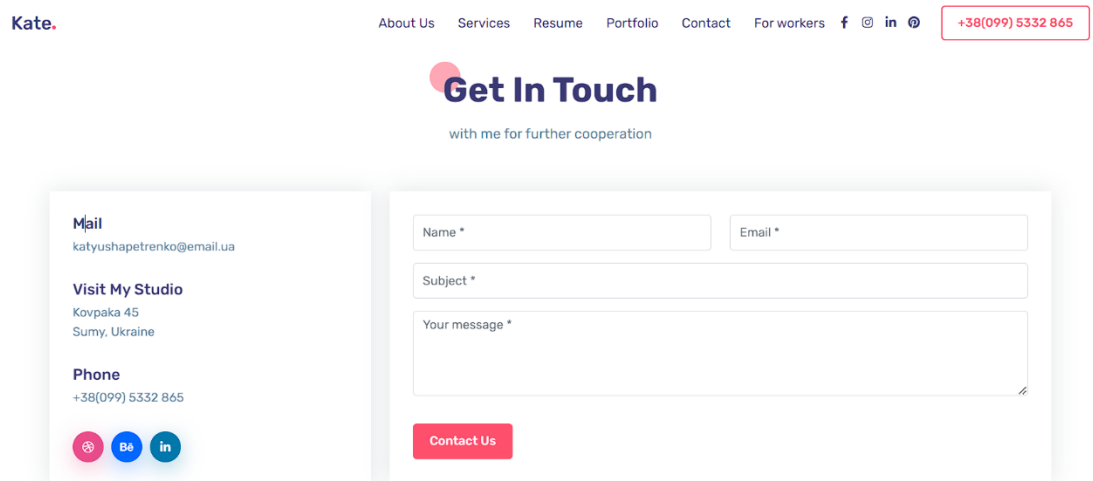 Kate.
About Us Services Resume Portfolio Contact For workers f in +38(099) 5332 865
Get In Touch
with me for further cooperation
Mail
katyushapetrenko@email.ua
Visit My Studio
Kovpaka 45
Sumy, Ukraine
Phone
+38(099) 5332 865
Bē in
Name *
Email *
Subject *
Your message *
Contact Us